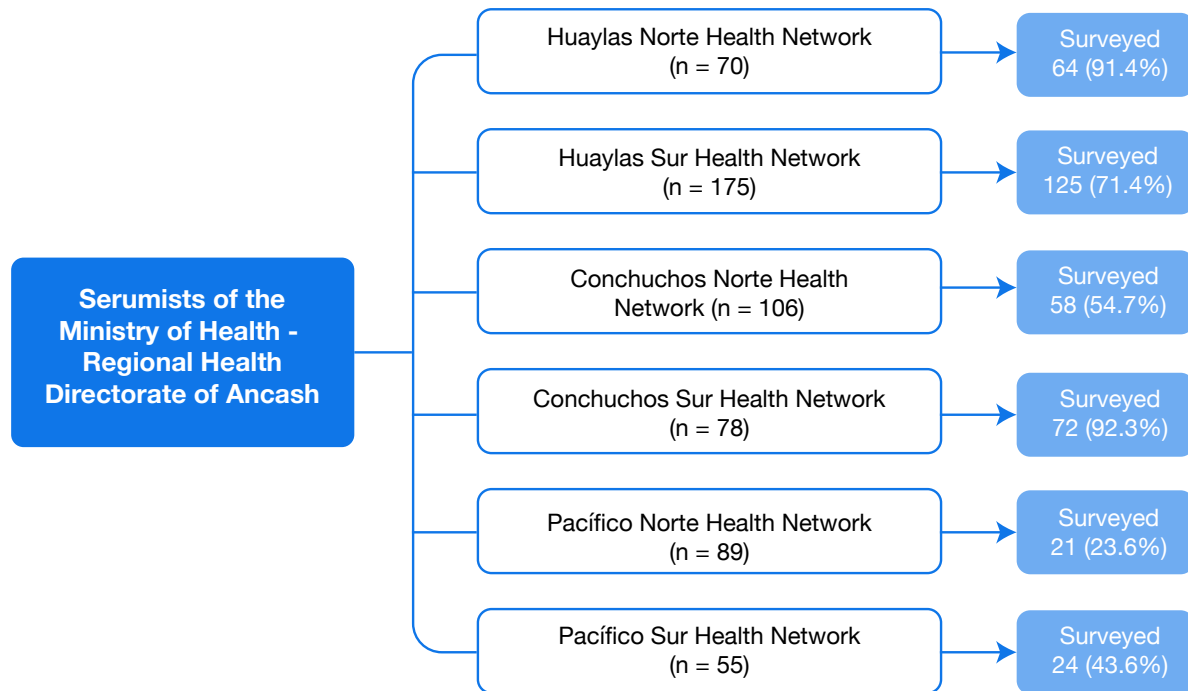 Serumists of the
Ministry of Health -
Regional Health
Directorate of Ancash
Huaylas Norte Health Network
(n = 70)
Surveyed
64 (91.4%)
Huaylas Sur Health Network
(n = 175)
Surveyed
125 (71.4%)
Conchuchos Norte Health
Network (n = 106)
Surveyed
58 (54.7%)
Conchuchos Sur Health Network
(n = 78)
Surveyed
72 (92.3%)
Pacífico Norte Health Network
(n = 89)
Surveyed
21 (23.6%)
Pacífico Sur Health Network
(n = 55)
Surveyed
24 (43.6%)